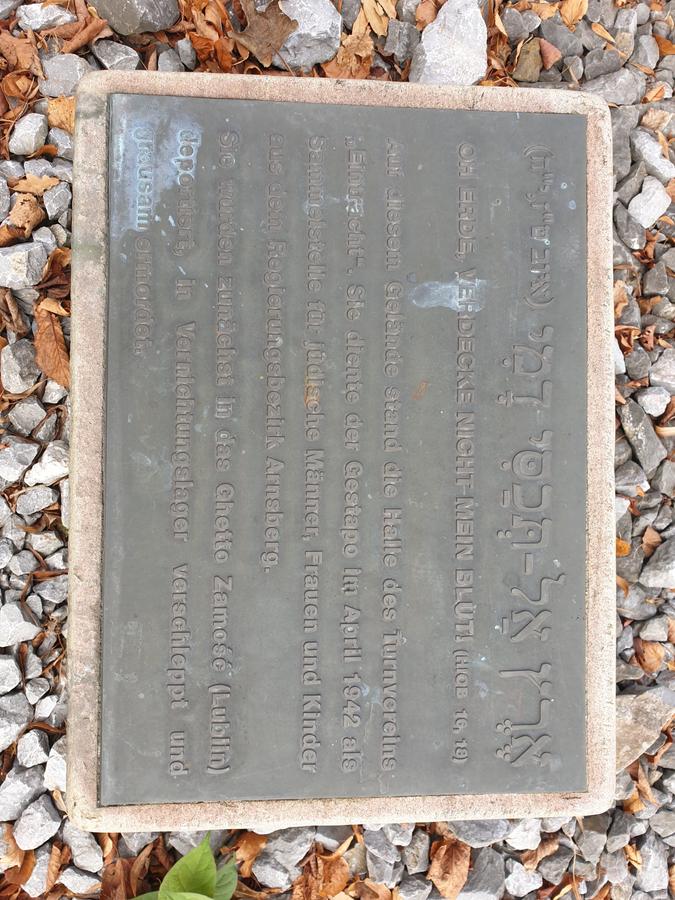 אֶרֶץ אַל-תְּכַסִּי דָמִי (איוב ט"ז, י"ח)
OH ERDE, VERDECKE NICHT MEIN BLUT! (HIOB 16, 18)
Auf diesem Gelände stand die Halle des Turnvereins
„Eintracht“. Sie diente der Gestapo im April 1942 als
Sammelstelle für jüdische Männer, Frauen und Kinder
aus dem Regierungsbezirk Arnsberg.
Sie wurden zunächst in das Ghetto Zamość (Lublin)
deportiert, in Vernichtungslager verschleppt und
grausam ermordet.